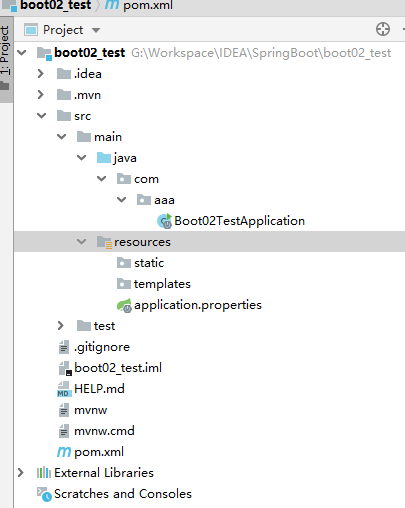 boot02_test pom.xml
1: Project
Project
boot02_test G:\Workspace\IDEA\SpringBoot\boot02_test
.idea
.mvn
src
main
java
com
aaa
Boot02TestApplication
resources
static
templates
application.properties
test
.gitignore
boot02_test.iml
MD HELP.md
mvnw
mvnw.cmd
m pom.xml
External Libraries
Scratches and Consoles